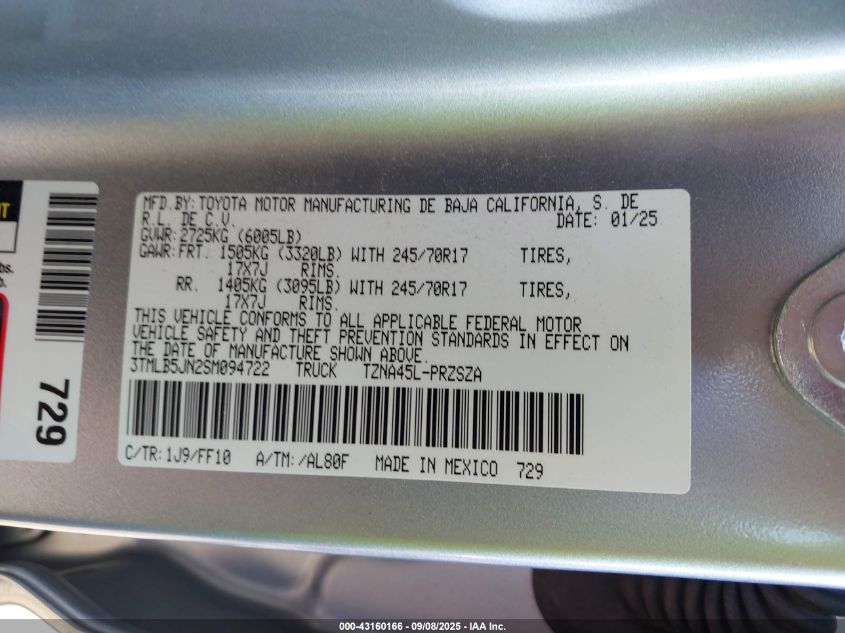 MFD.BY:TOYOTA MOTOR MANUFACTURING DE BAJA CALIFORNIA, S. DE
R.L. DE C.V. DATE: 01/25
GVWR:2725KG (6005LB)
GAWR:FRT. 1505KG (3320LB) WITH 245/70R17 TIRES,
17X7J RIMS.
RR. 1405KG (3095LB) WITH 245/70R17 TIRES,
17X7J RIMS.
THIS VEHICLE CONFORMS TO ALL APPLICABLE FEDERAL MOTOR
VEHICLE SAFETY AND THEFT PREVENTION STANDARDS IN EFFECT ON
THE DATE OF MANUFACTURE SHOWN ABOVE.
3TMLB5JN2SM094722 TRUCK TZNA45L-PRZSZA
C/TR:1J9/FF10 A/TM:/AL80F MADE IN MEXICO 729
729
000-43160166 - 09/08/2025 - IAA Inc.